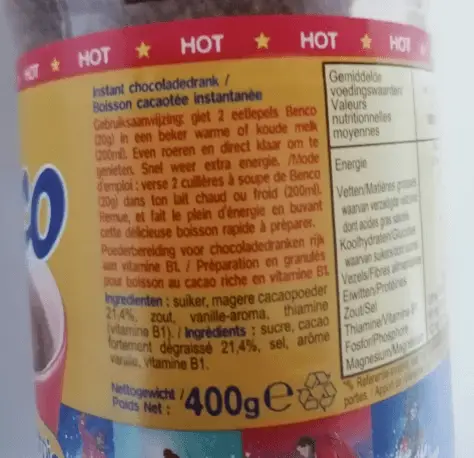 HOT HOT HOT HOT HOT
Instant chocoladedrank /
Boisson cacaotée instantanée
Gebruiksaanwijzing: giet 2 eetlepels Benco
(20g) in een beker warme of koude melk
(200ml). Even roeren en direct klaar om te
genieten. Snel weer extra energie. /Mode
d'emploi : verse 2 cuillères à soupe de Benco
(20g) dans ton lait chaud ou froid (200ml).
Remue, et fait le plein d'énergie en buvant
cette délicieuse boisson rapide à préparer.
Poederbereiding voor chocoladedranken rijk
aan vitamine B1. / Préparation en granulés
pour boisson au cacao riche en vitamine B1.
Ingrediënten : suiker, magere cacaopoeder
21,4%, zout, vanille-aroma, thiamine
(vitamine B1). / Ingrédients : sucre, cacao
fortement dégraissé 21,4%, sel, arôme
vanille, vitamine B1.
Nettogewicht /
Poids Net : 400g e
Gemiddelde
voedingswaarden/
Valeurs
nutritionnelles
moyennes
Energie
Vetten/Matières grasses
waarvan verzadigde
dont acides gras
Koolhydraten/Glucides
waarvan suikers/dont
Vezels/Fibres
Eiwitten/Protéines
Zout/Sel
Thiamine/Vitamine
Fosfor/Phosphore
Magnesium